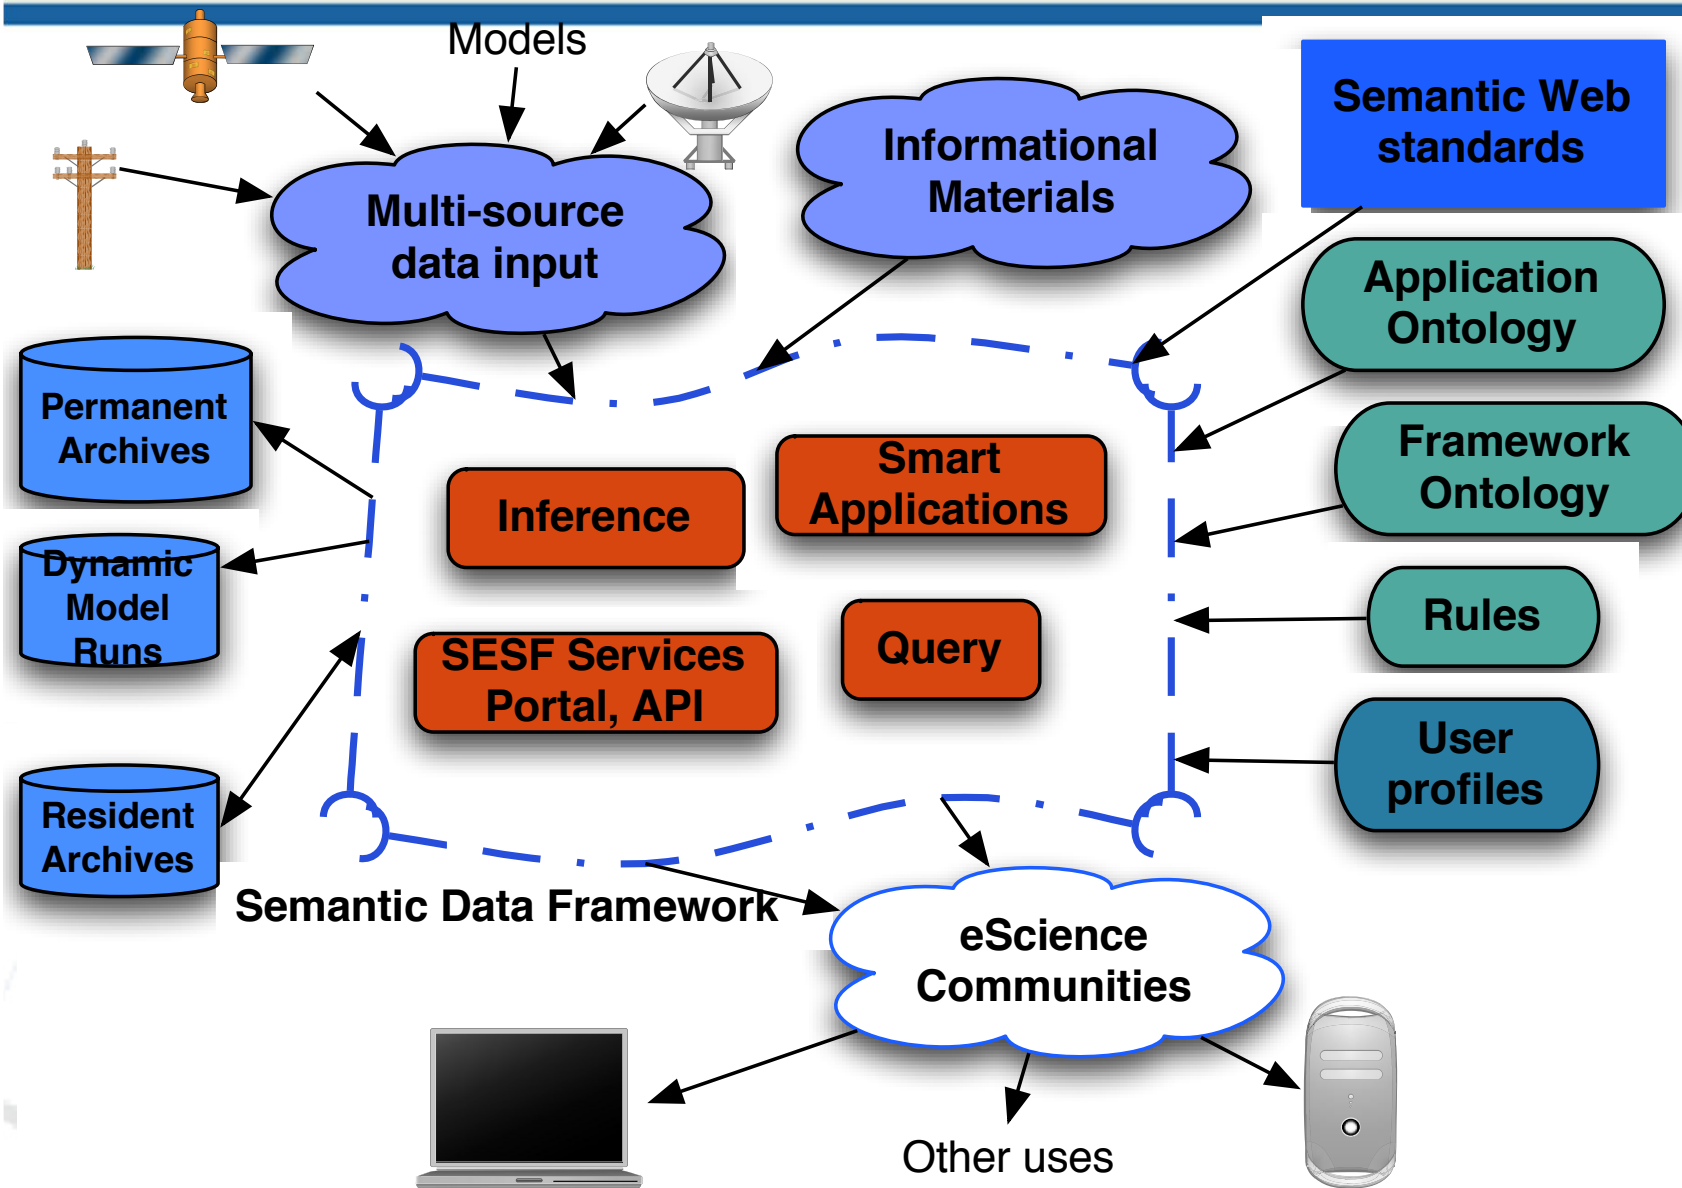 Models
Semantic Web
standards
Informational
Materials
Multi-source
data input
Application
Ontology
Permanent
Archives
Framework
Ontology
Smart
Applications
Inference
Dynamic
Model
Runs
Rules
SESF Services
Portal, API
Query
User
profiles
Resident
Archives
Semantic Data Framework
eScience
Communities
Other uses